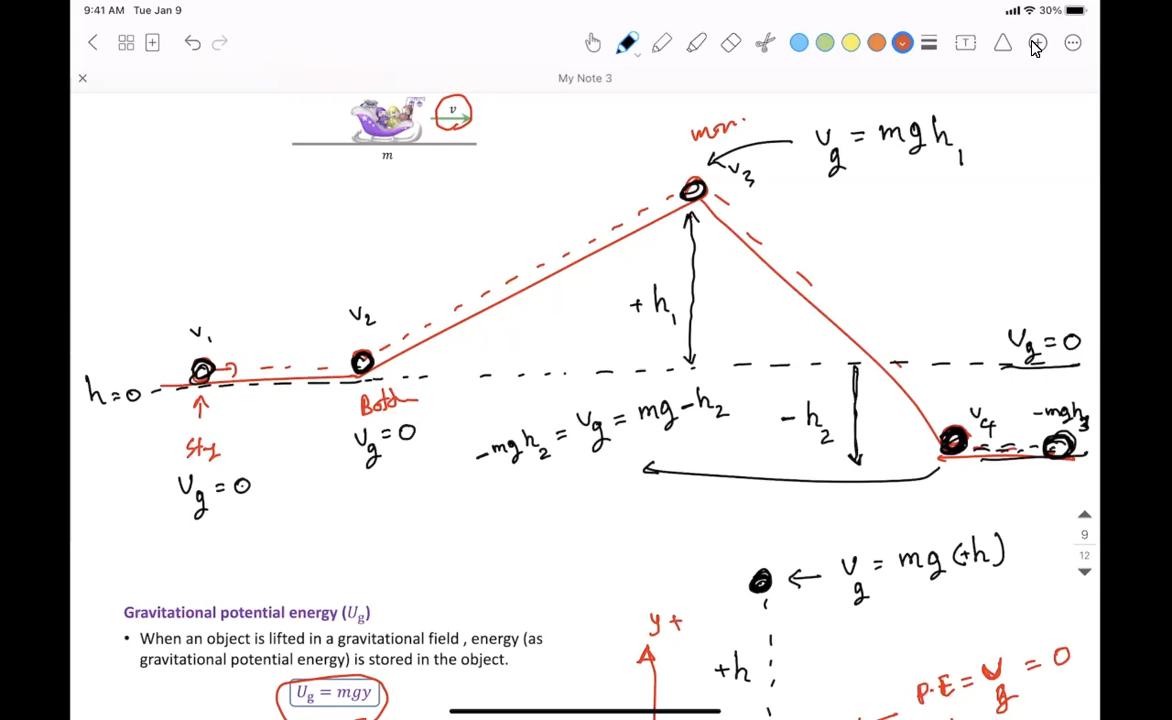 9:41 AM Tue Jan 9
30%
My Note 3
v
m
mon.
v3
Ug = mgh1
+ h1
v1
v2
h=0
Ug = 0
Ug = 0
Ug = 0
-mgh2 = Ug = mg -h2
- h2
v4
-mgh3
9
12
Ug = mg (+h)
Gravitational potential energy (Ug)
• When an object is lifted in a gravitational field , energy (as
gravitational potential energy) is stored in the object.
Ug = mgy
y +
+h
P.E = Ug = 0